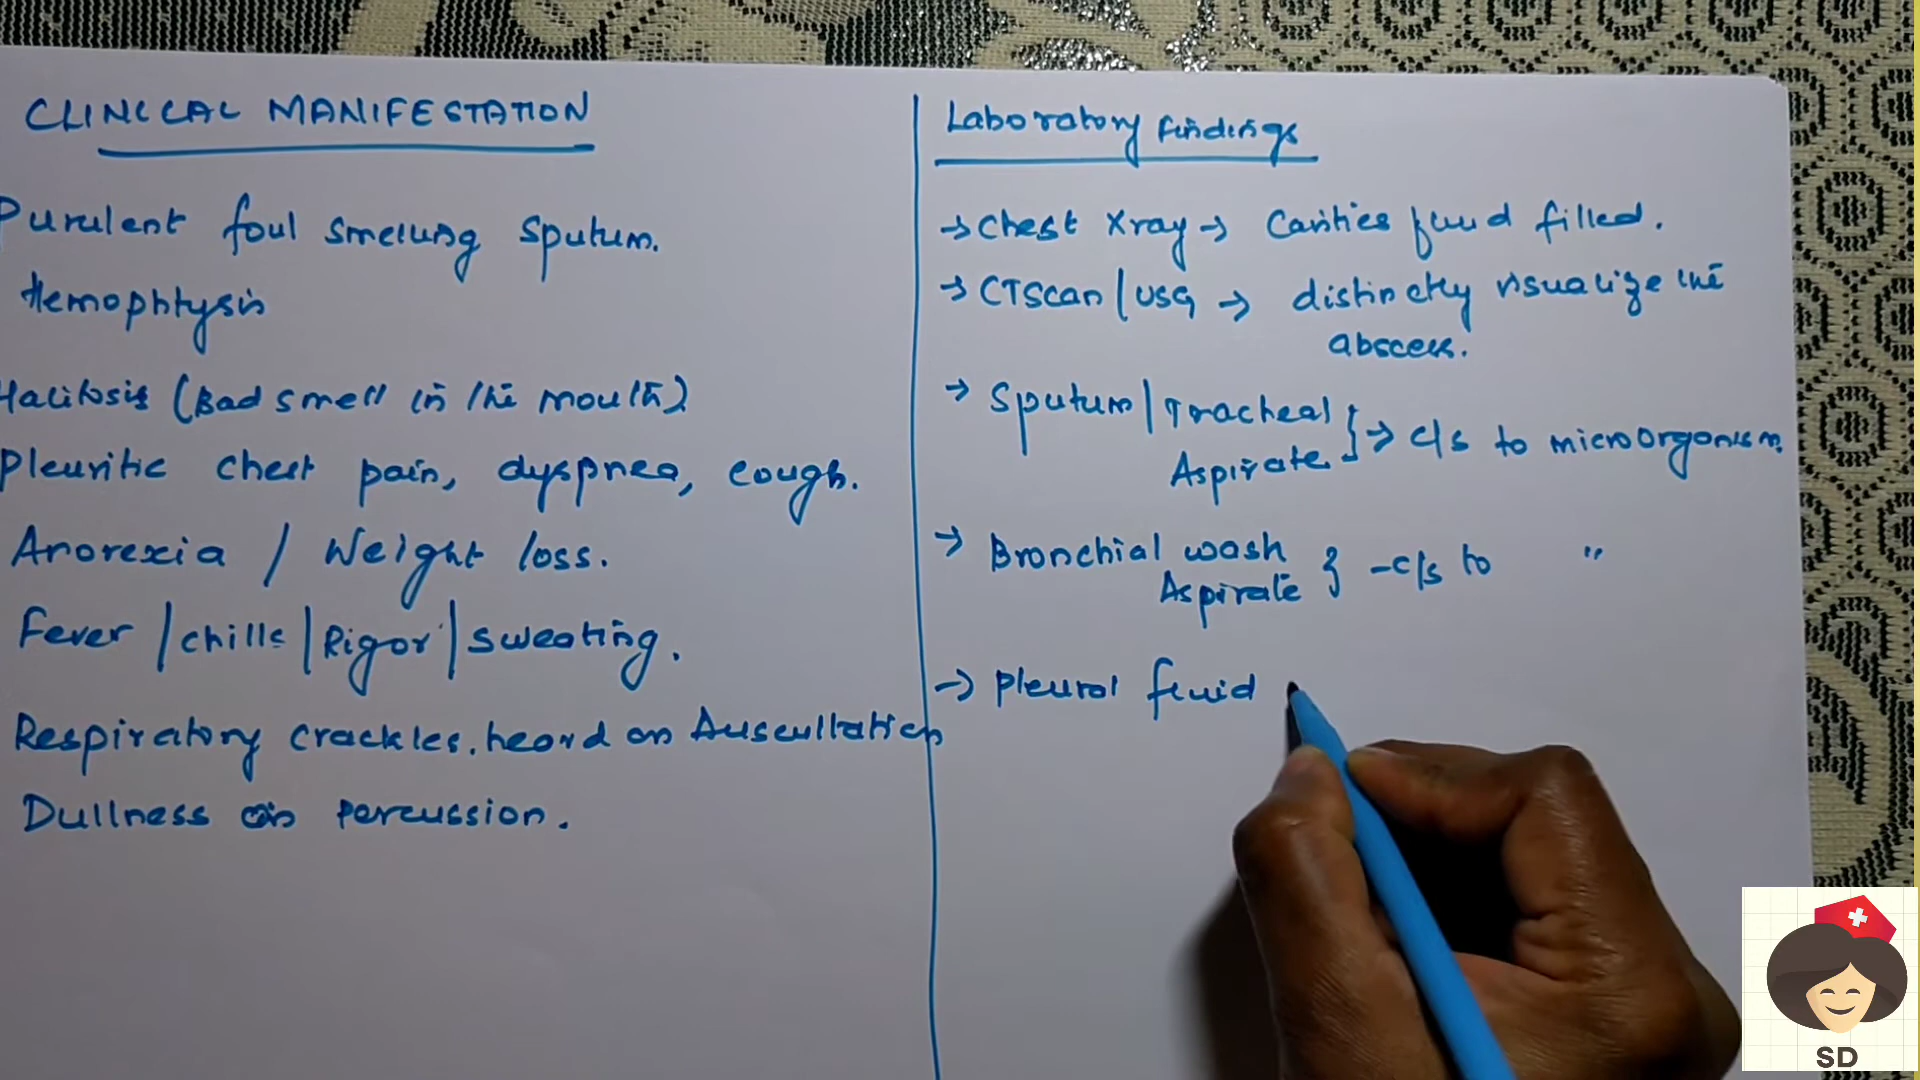 CLINICAL MANIFESTATION
Purulent foul smelling sputum.
Hemophtysis
Halitosis (Bad smell in the mouth)
Pleuritic chest pain, dyspnea, cough.
Anorexia / Weight loss.
Fever / chills / Rigor / sweating.
Respiratory crackles. heard on Auscultation
Dullness on percussion.
Laboratory findings
→ Chest Xray → Cavities fluid filled.
→ CTScan / USG → distinctly visualize the
abscess.
→ Sputum / Tracheal
Aspirate } → c/s to microorganism.
→ Bronchial wash
Aspirate } - c/s to "
→ Pleural fluid
SD